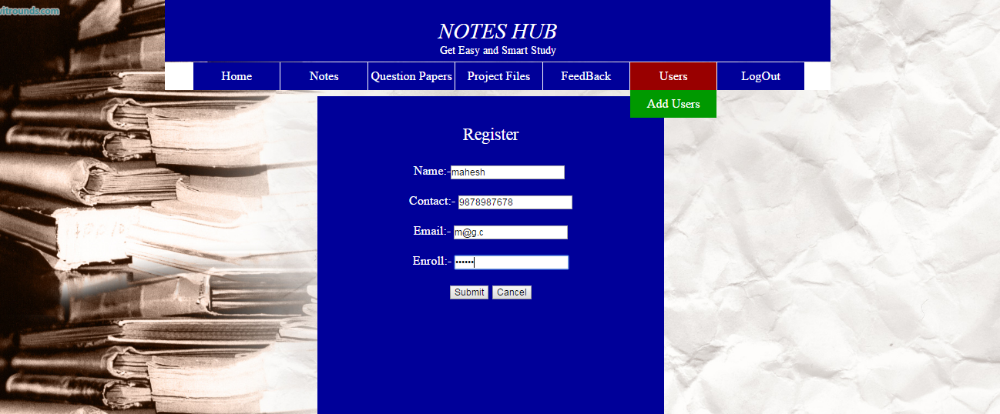 vitrounds.com
NOTES HUB
Get Easy and Smart Study
Home Notes Question Papers Project Files FeedBack Users LogOut
Add Users
Register
Name:-mahesh
Contact:- 9878987678
Email:- m@g.c
Enroll:- ••••••
Submit Cancel